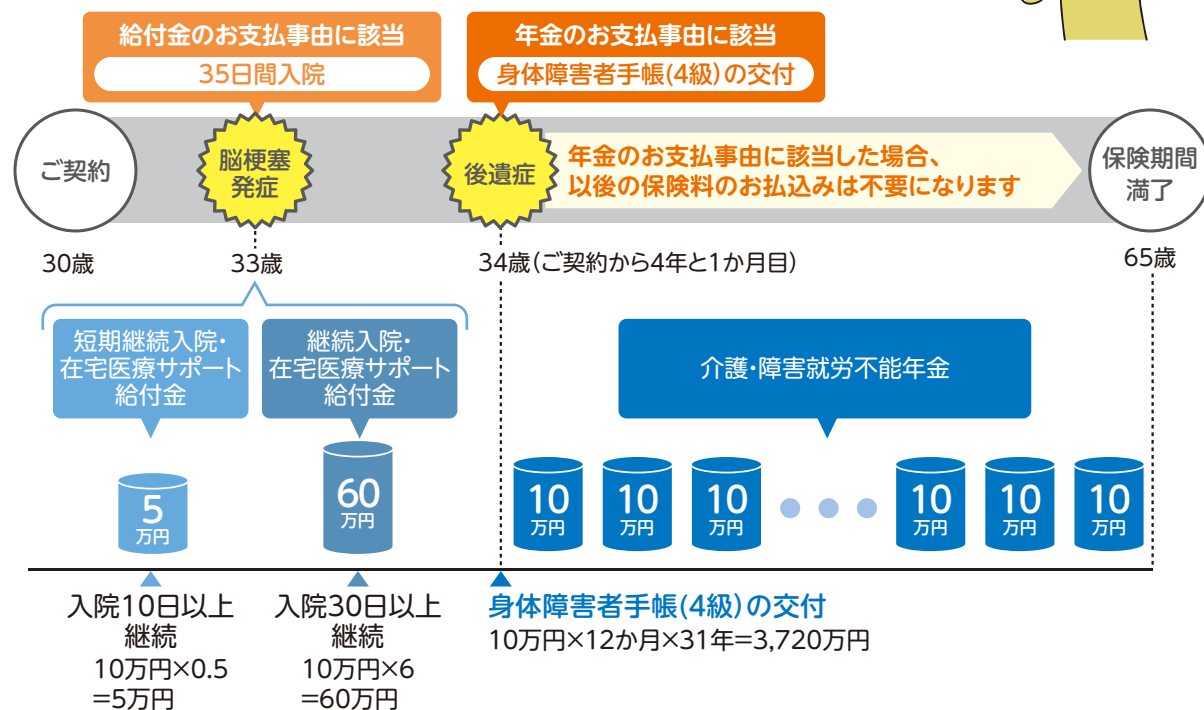 給付金のお支払事由に該当
35日間入院
年金のお支払事由に該当
身体障害者手帳(4級)の交付
ご契約
脳梗塞
発症
後遺症
年金のお支払事由に該当した場合、
以後の保険料のお払込みは不要になります
保険期間
満了
30歳
33歳
34歳(ご契約から4年と1か月目)
65歳
短期継続入院・
在宅医療サポート
給付金
継続入院・
在宅医療サポート
給付金
介護・障害就労不能年金
5
万円
60
万円
10
万円
10
万円
10
万円
10
万円
10
万円
10
万円
入院10日以上
継続
10万円×0.5
=5万円
入院30日以上
継続
10万円×6
=60万円
身体障害者手帳(4級)の交付
10万円×12か月×31年=3,720万円